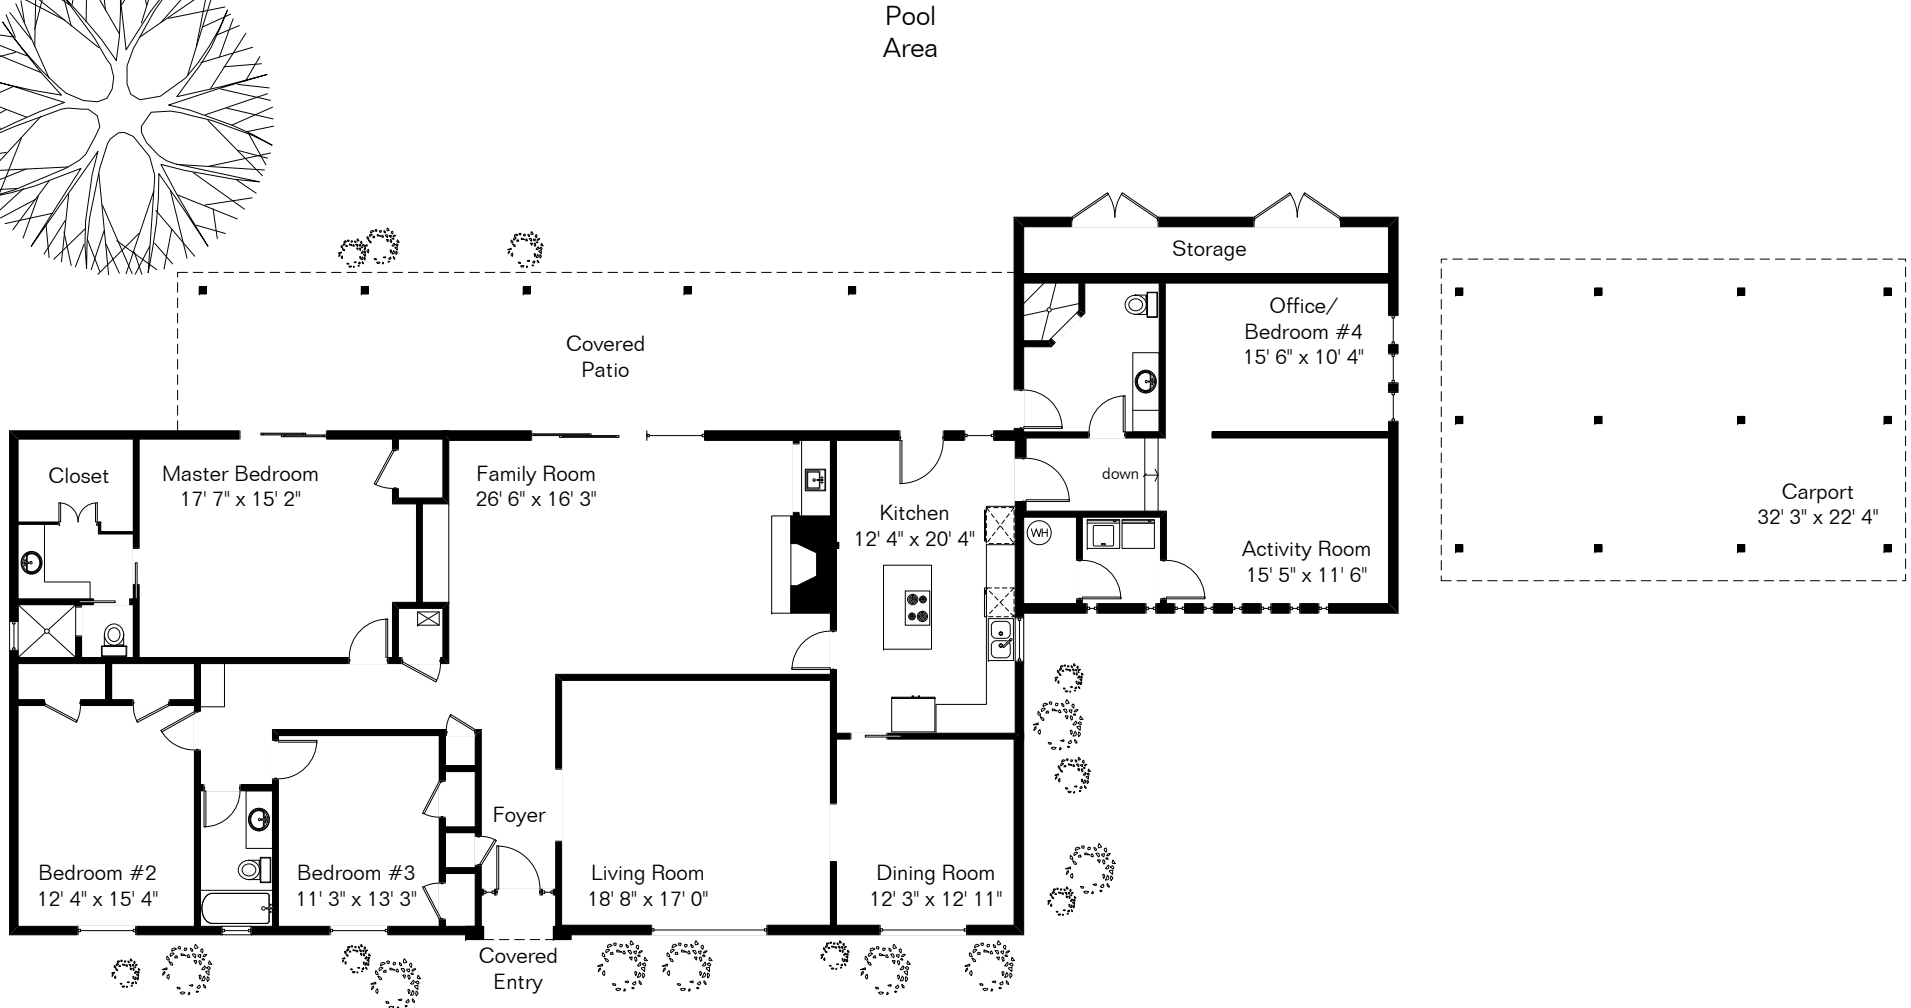 Pool
Area
Storage
Office/
Bedroom #4
15' 6" x 10' 4"
Covered
Patio
Closet
Master Bedroom
17' 7" x 15' 2"
Family Room
26' 6" x 16' 3"
Kitchen
12' 4" x 20' 4"
down
WH
Activity Room
15' 5" x 11' 6"
Carport
32' 3" x 22' 4"
Foyer
Bedroom #2
12' 4" x 15' 4"
Bedroom #3
11' 3" x 13' 3"
Living Room
18' 8" x 17' 0"
Dining Room
12' 3" x 12' 11"
Covered
Entry